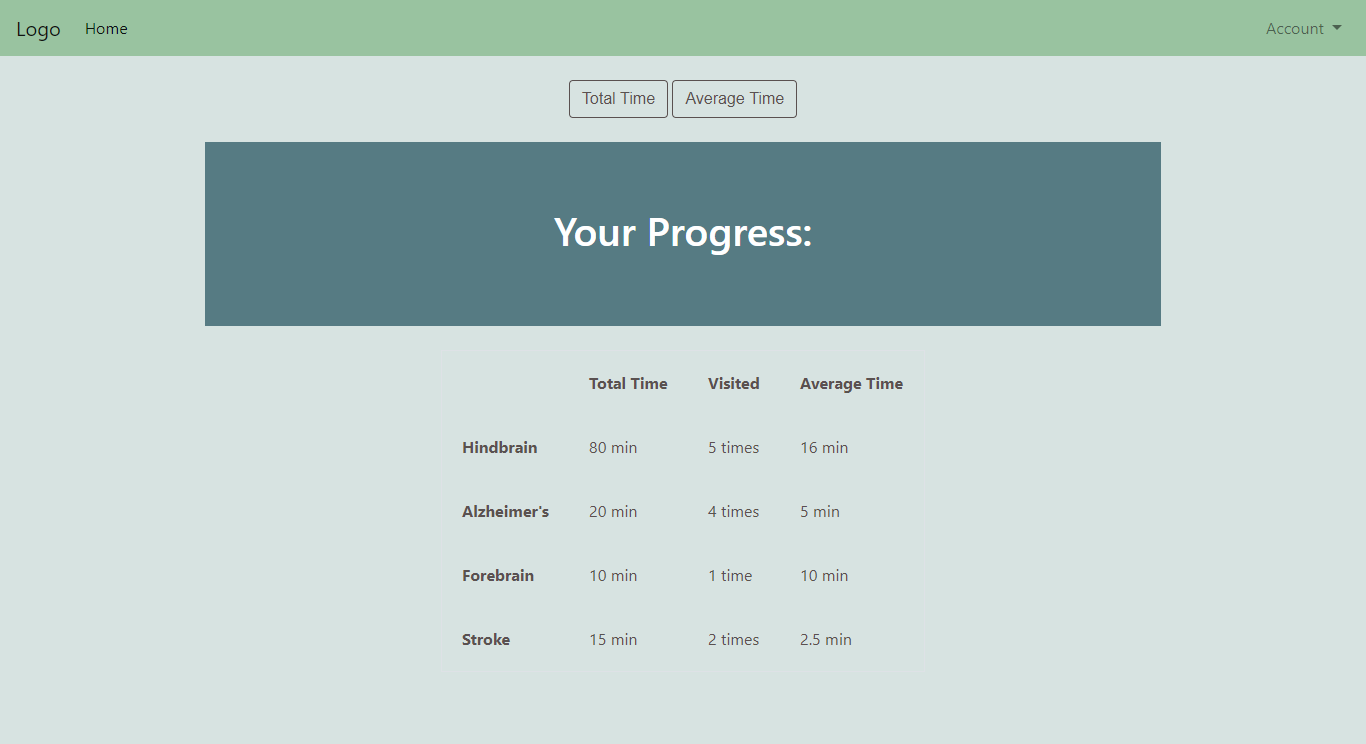 Logo Home Account
Total Time Average Time
Your Progress:
Total Time Visited Average Time
Hindbrain 80 min 5 times 16 min
Alzheimer's 20 min 4 times 5 min
Forebrain 10 min 1 time 10 min
Stroke 15 min 2 times 2.5 min